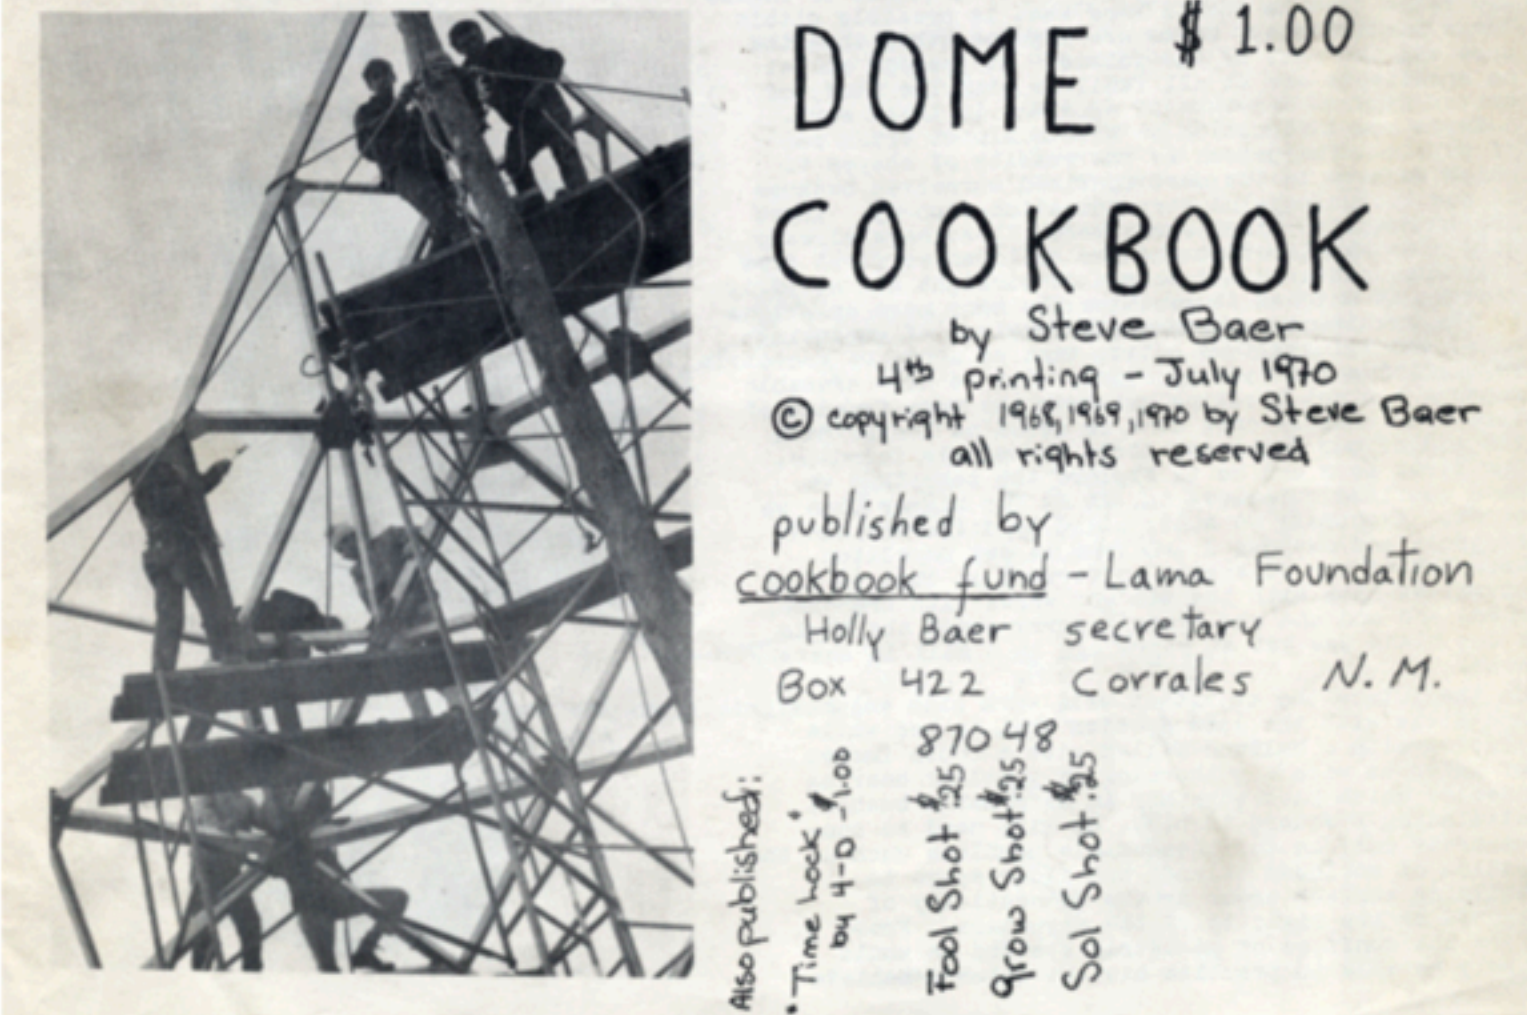 $ 1.00
DOME
COOKBOOK
by Steve Baer
4th printing - July 1970
© copyright 1968, 1969, 1970 by Steve Baer
all rights reserved
published by
cookbook fund - Lama Foundation
Holly Baer secretary
Box 422 Corrales N. M.
87048
Also published:
"Time lock"
by 4-D - $1.00
Fool Shot $.25
Grow Shot $.25
Sol Shot $.25